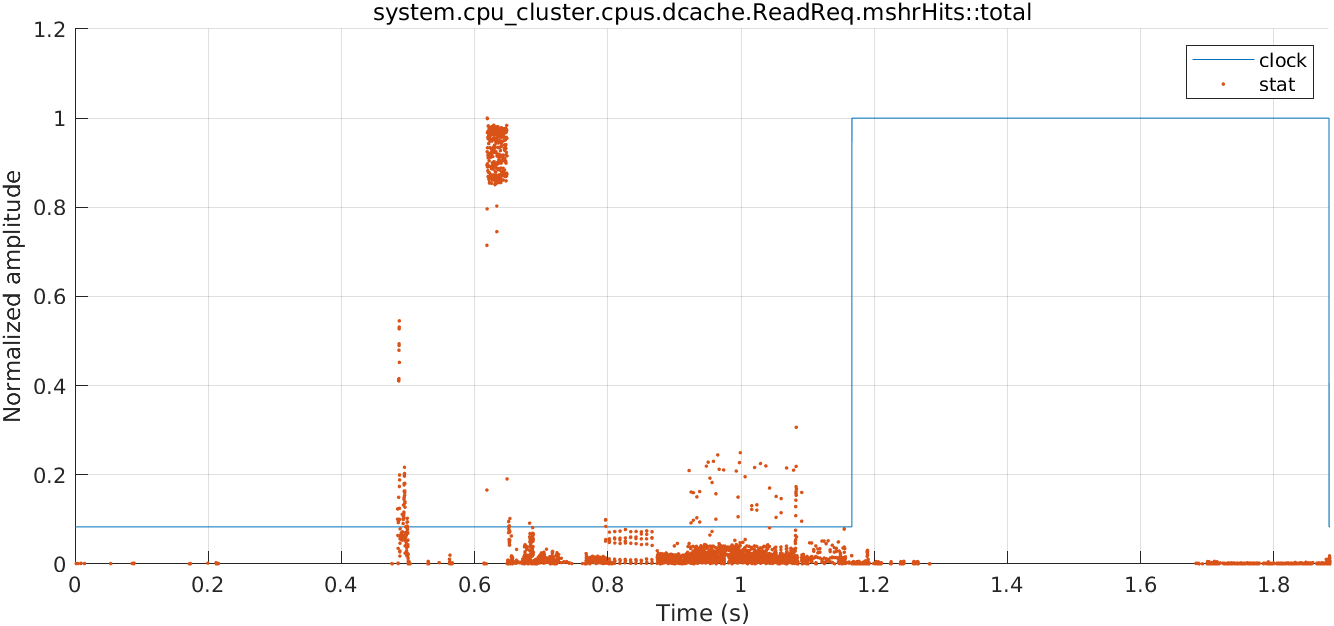 system.cpu_cluster.cpus.dcache.ReadReq.mshrHits::total
1.2
clock
stat
1
0.8
Normalized amplitude
0.6
0.4
0.2
0
0 0.2 0.4 0.6 0.8 1 1.2 1.4 1.6 1.8
Time (s)